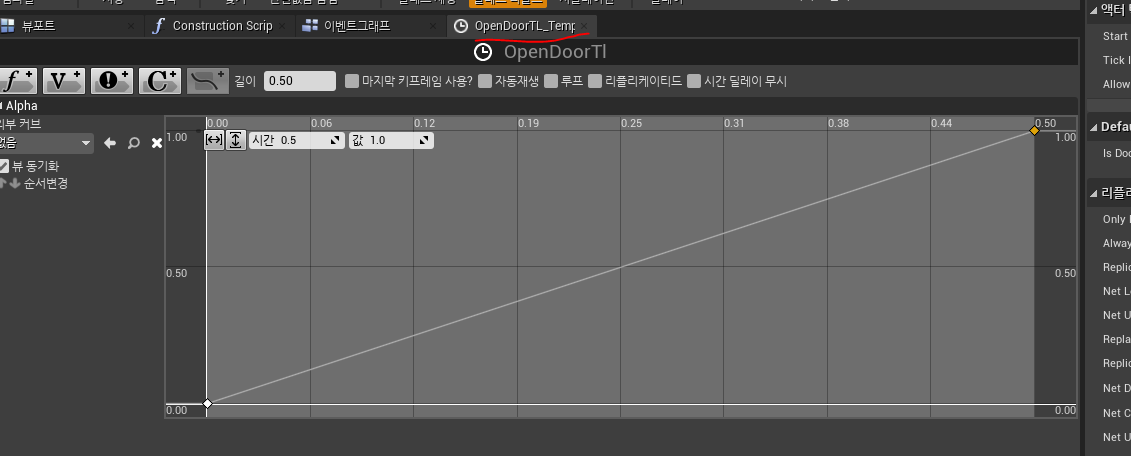 뷰포트
Construction Scrip
이벤트그래프
OpenDoorTL_Temp
OpenDoorTl
길이 0.50 마지막 키프레임 사용? 자동재생 루프 리플리케이티드 시간 딜레이 무시
Alpha
외부 커브
없음
뷰 동기화
순서변경
0.00 0.06 0.12 0.19 0.25 0.31 0.38 0.44 0.50
1.00 1.00
시간 0.5 값 1.0
0.50 0.50
0.00 0.00
액터
Start
Tick I
Allow
Defau
Is Doo
리플리
Only
Alway
Replic
Net L
Net U
Repla
Replic
Net D
Net C
Net U